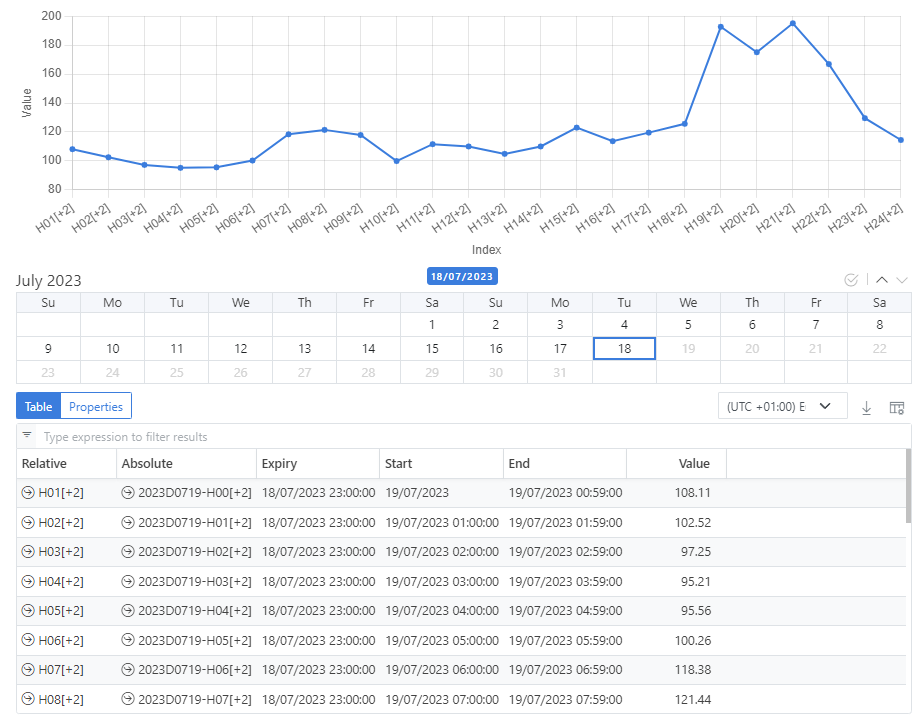 200
180
160
140
120
100
80
Value
H01[+2] H02[+2] H03[+2] H04[+2] H05[+2] H06[+2] H07[+2] H08[+2] H09[+2] H10[+2] H11[+2] H12[+2] H13[+2] H14[+2] H15[+2] H16[+2] H17[+2] H18[+2] H19[+2] H20[+2] H21[+2] H22[+2] H23[+2] H24[+2]
Index
July 2023 18/07/2023
Su Mo Tu We Th Fr Sa Su Mo Tu We Th Fr Sa
1 2 3 4 5 6 7 8
9 10 11 12 13 14 15 16 17 18 19 20 21 22
23 24 25 26 27 28 29 30 31
Table Properties (UTC +01:00) E
Type expression to filter results
Relative Absolute Expiry Start End Value
H01[+2] 2023D0719-H00[+2] 18/07/2023 23:00:00 19/07/2023 19/07/2023 00:59:00 108.11
H02[+2] 2023D0719-H01[+2] 18/07/2023 23:00:00 19/07/2023 01:00:00 19/07/2023 01:59:00 102.52
H03[+2] 2023D0719-H02[+2] 18/07/2023 23:00:00 19/07/2023 02:00:00 19/07/2023 02:59:00 97.25
H04[+2] 2023D0719-H03[+2] 18/07/2023 23:00:00 19/07/2023 03:00:00 19/07/2023 03:59:00 95.21
H05[+2] 2023D0719-H04[+2] 18/07/2023 23:00:00 19/07/2023 04:00:00 19/07/2023 04:59:00 95.56
H06[+2] 2023D0719-H05[+2] 18/07/2023 23:00:00 19/07/2023 05:00:00 19/07/2023 05:59:00 100.26
H07[+2] 2023D0719-H06[+2] 18/07/2023 23:00:00 19/07/2023 06:00:00 19/07/2023 06:59:00 118.38
H08[+2] 2023D0719-H07[+2] 18/07/2023 23:00:00 19/07/2023 07:00:00 19/07/2023 07:59:00 121.44